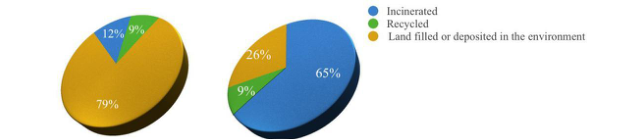 12%
9%
79%
26%
9%
65%
Incinerated
Recycled
Land filled or deposited in the environment